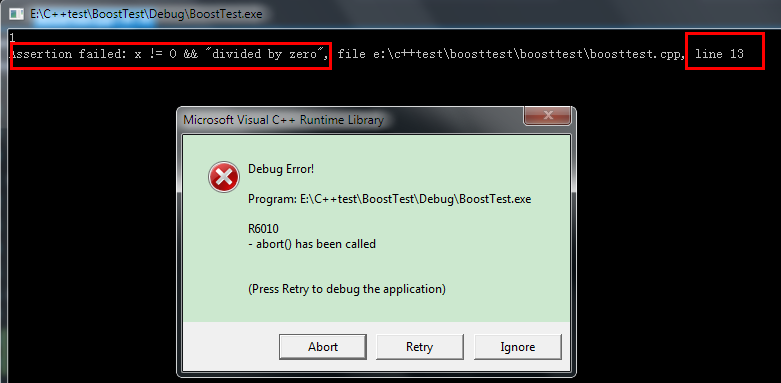 E:\C++test\BoostTest\Debug\BoostTest.exe
1
Assertion failed: x != 0 && "divided by zero", file e:\c++test\boosttest\boosttest\boosttest.cpp, line 13
Microsoft Visual C++ Runtime Library
Debug Error!
Program: E:\C++test\BoostTest\Debug\BoostTest.exe
R6010
- abort() has been called
(Press Retry to debug the application)
Abort Retry Ignore